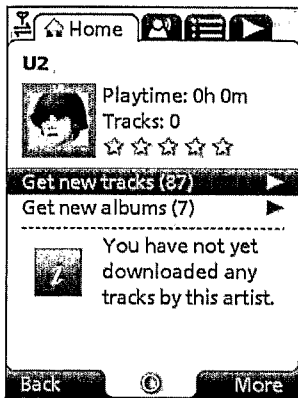 Home
U2
Playtime: 0h 0m
Tracks: 0
Get new tracks (87)
Get new albums (7)
You have not yet
downloaded any
tracks by this artist.
Back More